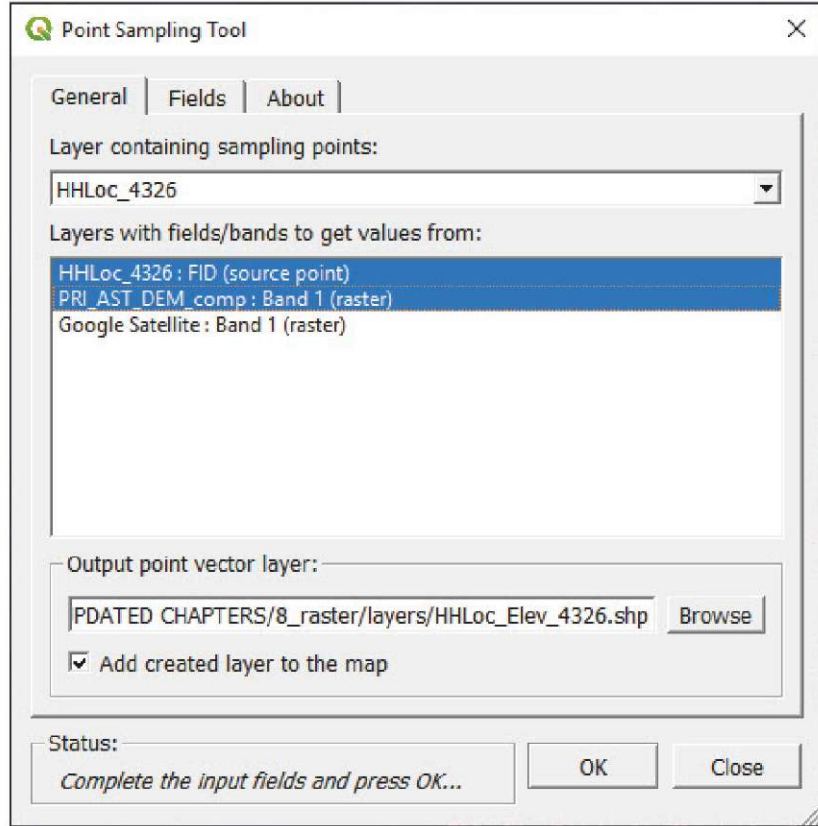 Point Sampling Tool
General Fields About
Layer containing sampling points:
HHLoc_4326
Layers with fields/bands to get values from:
HHLoc_4326 : FID (source point)
PRI_AST_DEM_comp : Band 1 (raster)
Google Satellite : Band 1 (raster)
Output point vector layer:
PDATED CHAPTERS/8_raster/layers/HHLoc_Elev_4326.shp Browse
Add created layer to the map
Status:
Complete the input fields and press OK...
OK Close